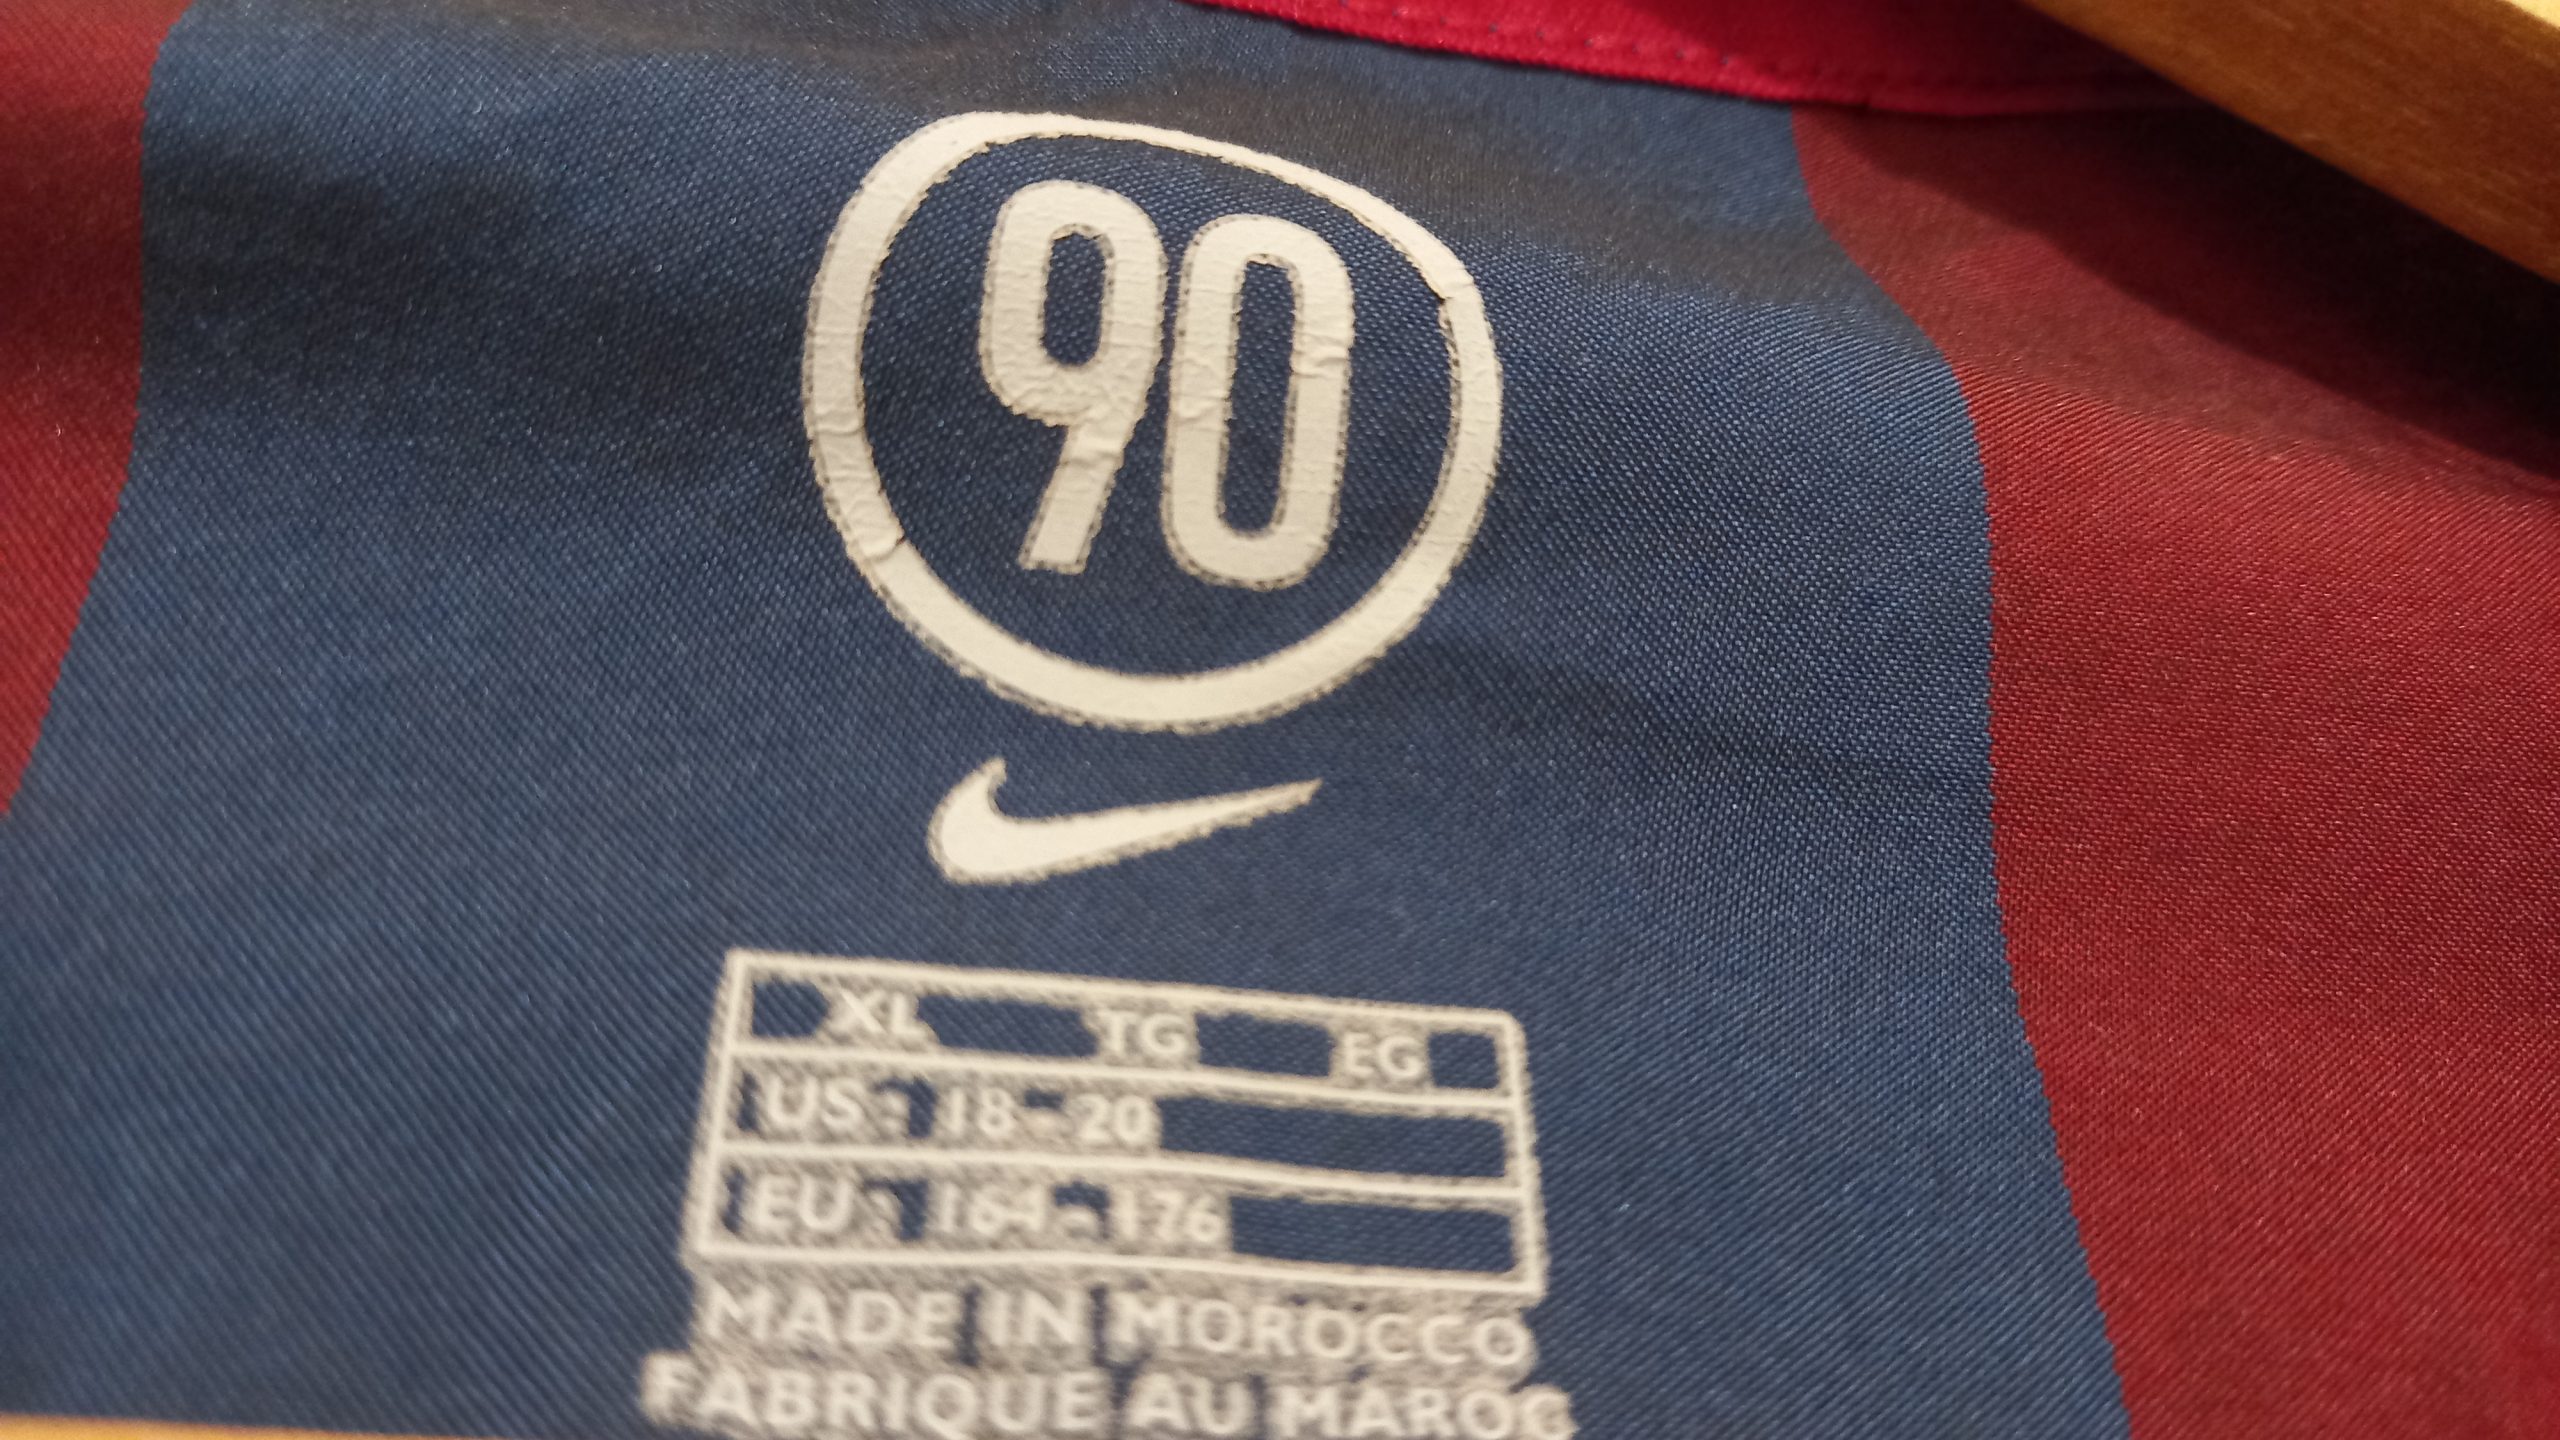 90
XL TG EG
US: 18-20
EU: 164-176
MADE IN MOROCCO
FABRIQUE AU MAROC